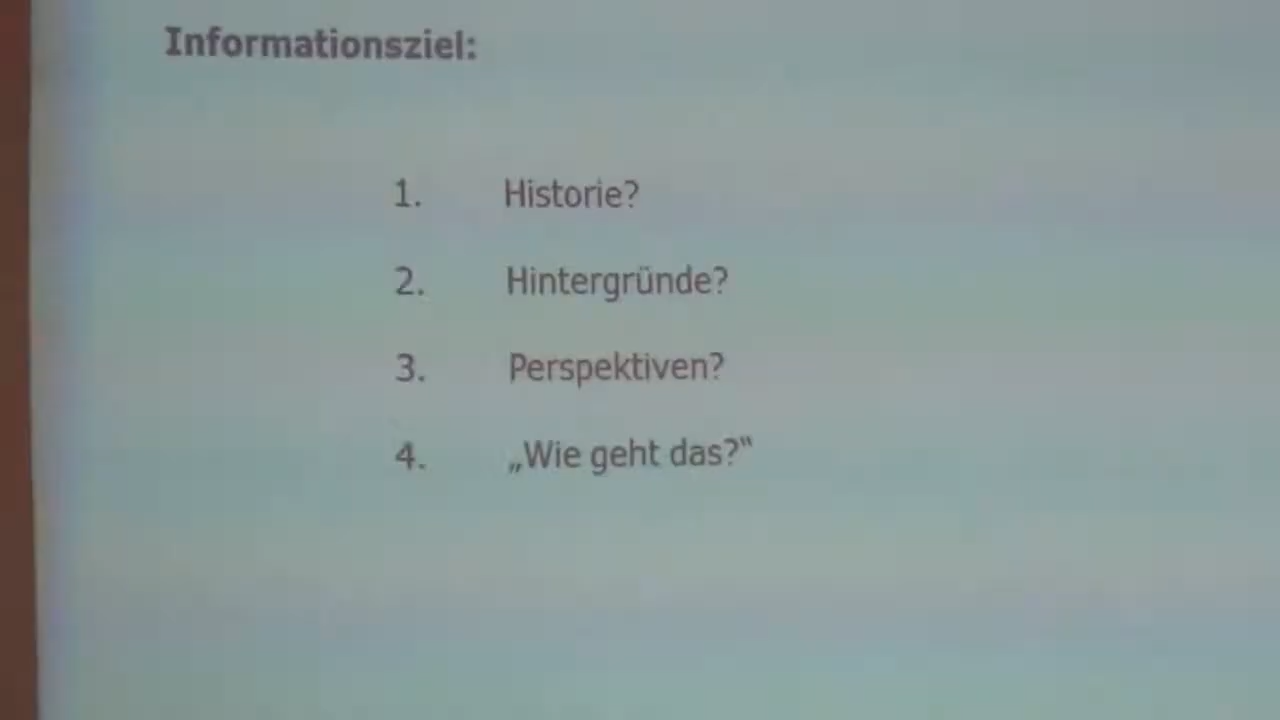 Informationsziel:
1. Historie?
2. Hintergründe?
3. Perspektiven?
4. „Wie geht das?“